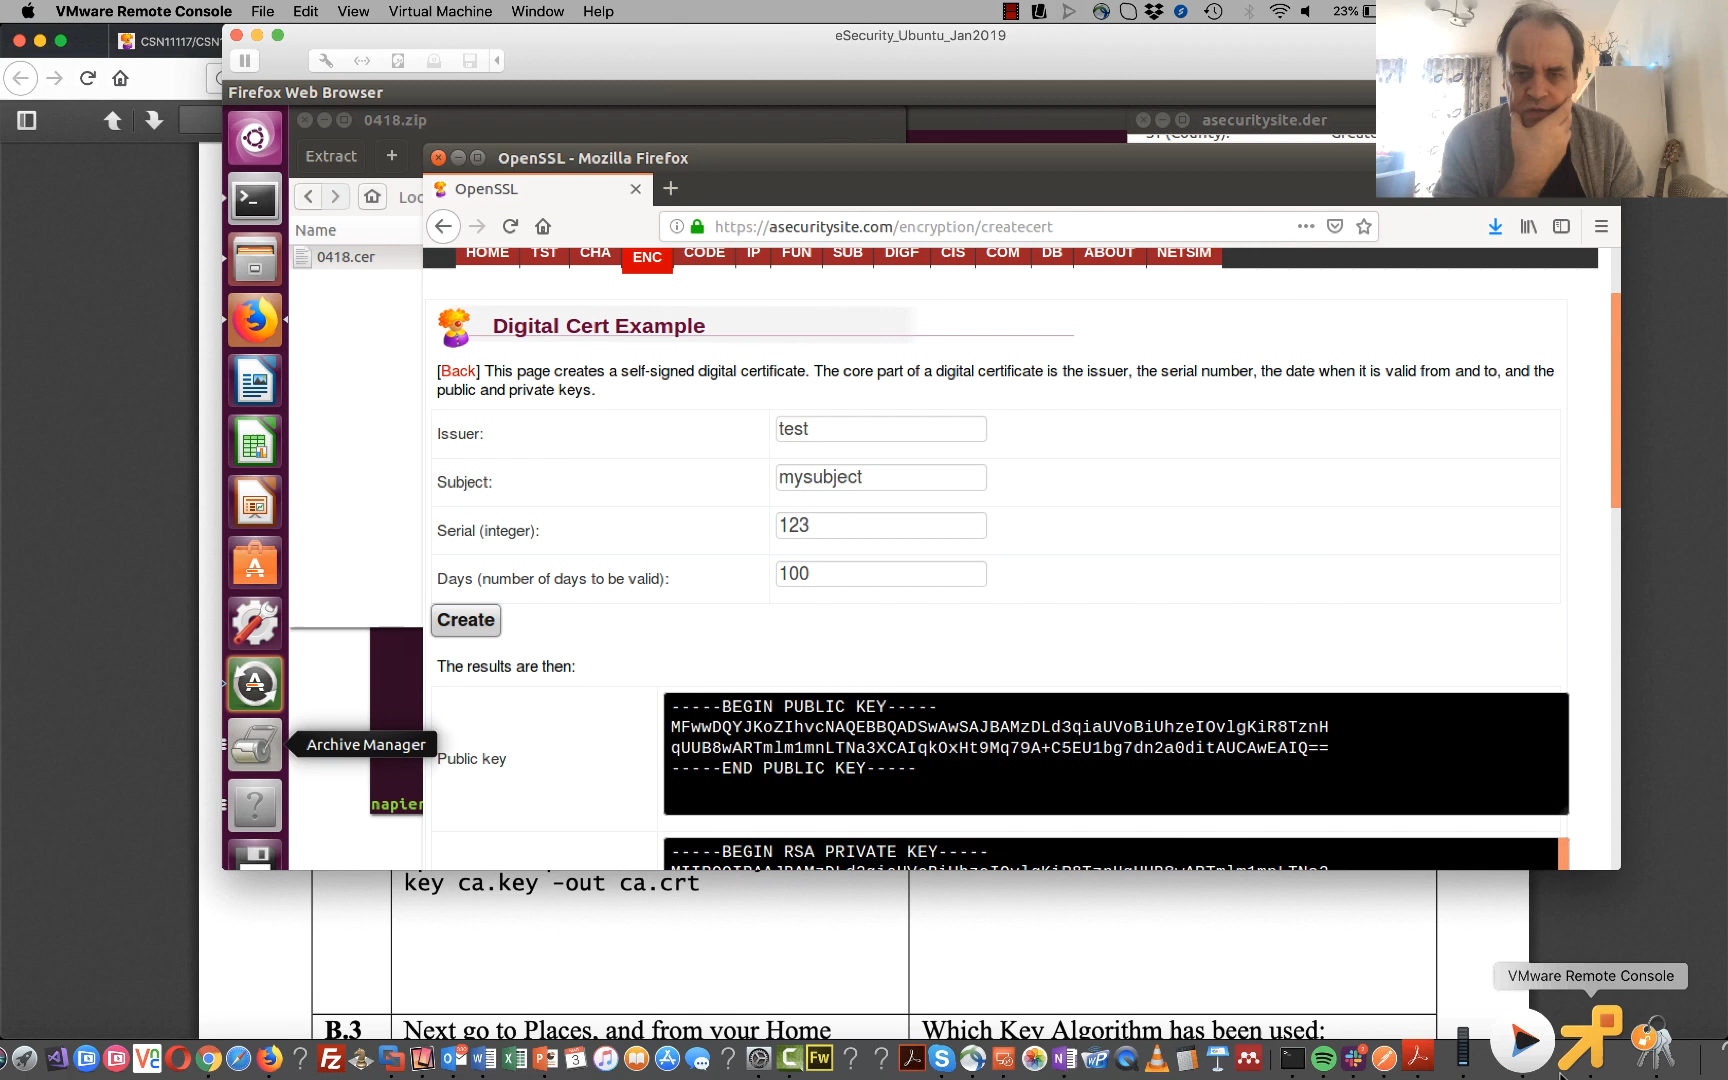 VMware Remote Console File Edit View Virtual Machine Window Help
23%
CSN11117/CSN
eSecurity_Ubuntu_Jan2019
Firefox Web Browser
0418.zip
asecuritysite.der
Extract +
OpenSSL - Mozilla Firefox
OpenSSL
Name
0418.cer
https://asecuritysite.com/encryption/createcert
HOME TST CHA ENC CODE IP FUN SUB DIGF CIS COM DB ABOUT NETSIM
Digital Cert Example
[Back] This page creates a self-signed digital certificate. The core part of a digital certificate is the issuer, the serial number, the date when it is valid from and to, and the
public and private keys.
Issuer: test
Subject: mysubject
Serial (integer): 123
Days (number of days to be valid): 100
Create
The results are then:
Public key
-----BEGIN PUBLIC KEY-----
MFwwDQYJKoZIhvcNAQEBBQADSwAwSAJBAMzDLd3qiaUVoBiUhzeIOvlgKiR8TznH
qUUB8wARTmlm1mnLTNa3XCAIqkOxHt9Mq79A+C5EU1bg7dn2a0ditAUCAwEAIQ==
-----END PUBLIC KEY-----
-----BEGIN RSA PRIVATE KEY-----
Archive Manager
napier
key ca.key -out ca.crt
VMware Remote Console
B.3 Next go to Places, and from your Home
Which Key Algorithm has been used: